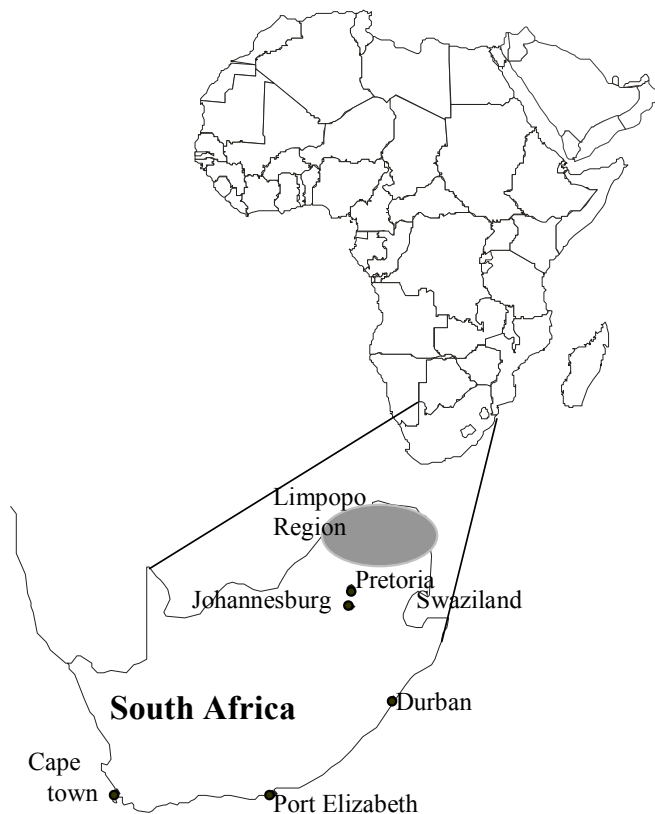 Limpopo
Region
Pretoria
Johannesburg
Swaziland
South Africa
Durban
Cape
town
Port Elizabeth